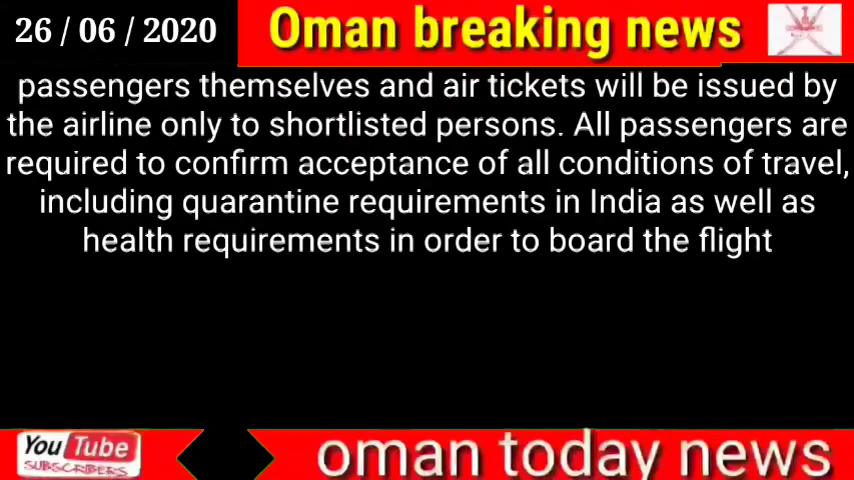 26 / 06 / 2020
Oman breaking news
passengers themselves and air tickets will be issued by
the airline only to shortlisted persons. All passengers are
required to confirm acceptance of all conditions of travel,
including quarantine requirements in India as well as
health requirements in order to board the flight
YouTube
SUBSCRIBERS
oman today news